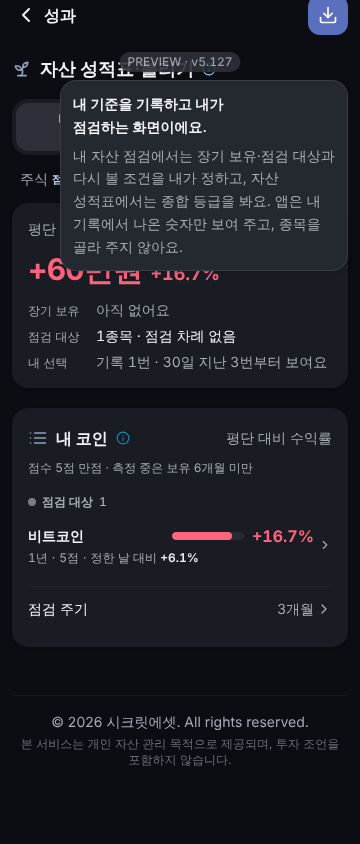 성과
PREVIEW · v5.127
자산 성적표
내 기준을 기록하고 내가
점검하는 화면이에요.
내 자산 점검에서는 장기 보유·점검 대상과
다시 볼 조건을 내가 정하고, 자산
성적표에서는 종합 등급을 봐요. 앱은 내
기록에서 나온 숫자만 보여 주고, 종목을
골라 주지 않아요.
주식
평단
+60만원 +16.7%
장기 보유 아직 없어요
점검 대상 1종목 · 점검 차례 없음
내 선택 기록 1번 · 30일 지난 3번부터 보여요
내 코인 평단 대비 수익률
점수 5점 만점 · 측정 중은 보유 6개월 미만
점검 대상 1
비트코인 +16.7%
1년 · 5점 · 정한 날 대비 +6.1%
점검 주기 3개월
© 2026 시크릿에셋. All rights reserved.
본 서비스는 개인 자산 관리 목적으로 제공되며, 투자 조언을
포함하지 않습니다.